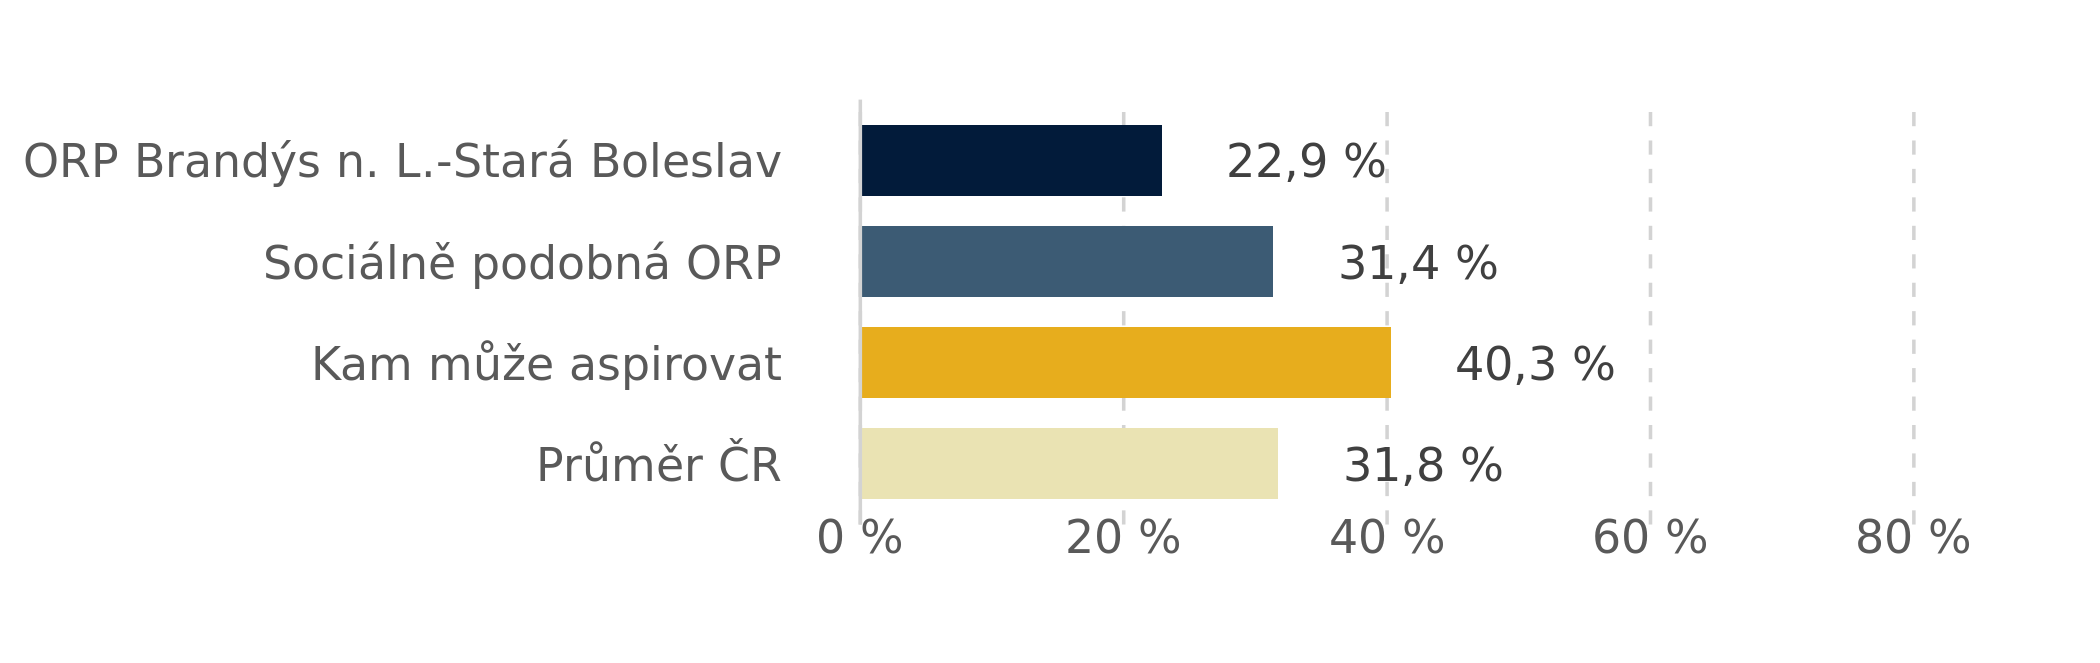 ORP Brandýs n. L.-Stará Boleslav 22,9 %
Sociálně podobná ORP 31,4 %
Kam může aspirovat 40,3 %
Průměr ČR 31,8 %
0 % 20 % 40 % 60 % 80 %